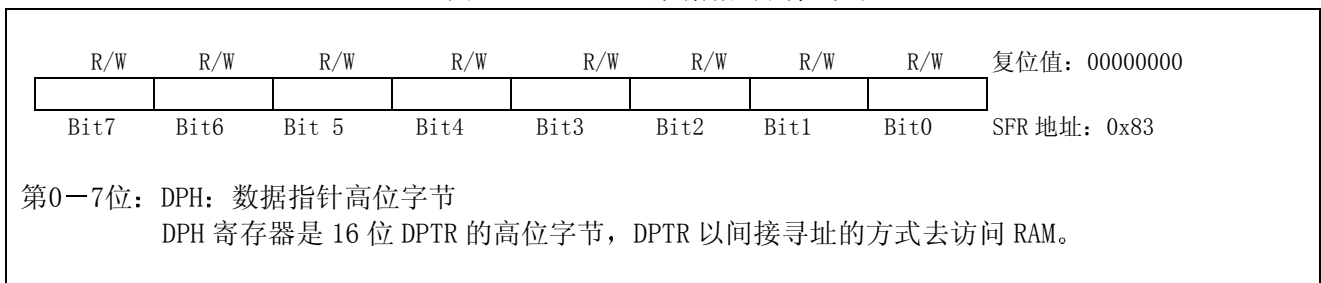 R/W R/W R/W R/W R/W R/W R/W R/W 复位值：00000000
Bit7 Bit6 Bit 5 Bit4 Bit3 Bit2 Bit1 Bit0 SFR 地址：0x83
第0－7位：DPH：数据指针高位字节
DPH 寄存器是 16 位 DPTR 的高位字节，DPTR 以间接寻址的方式去访问 RAM。